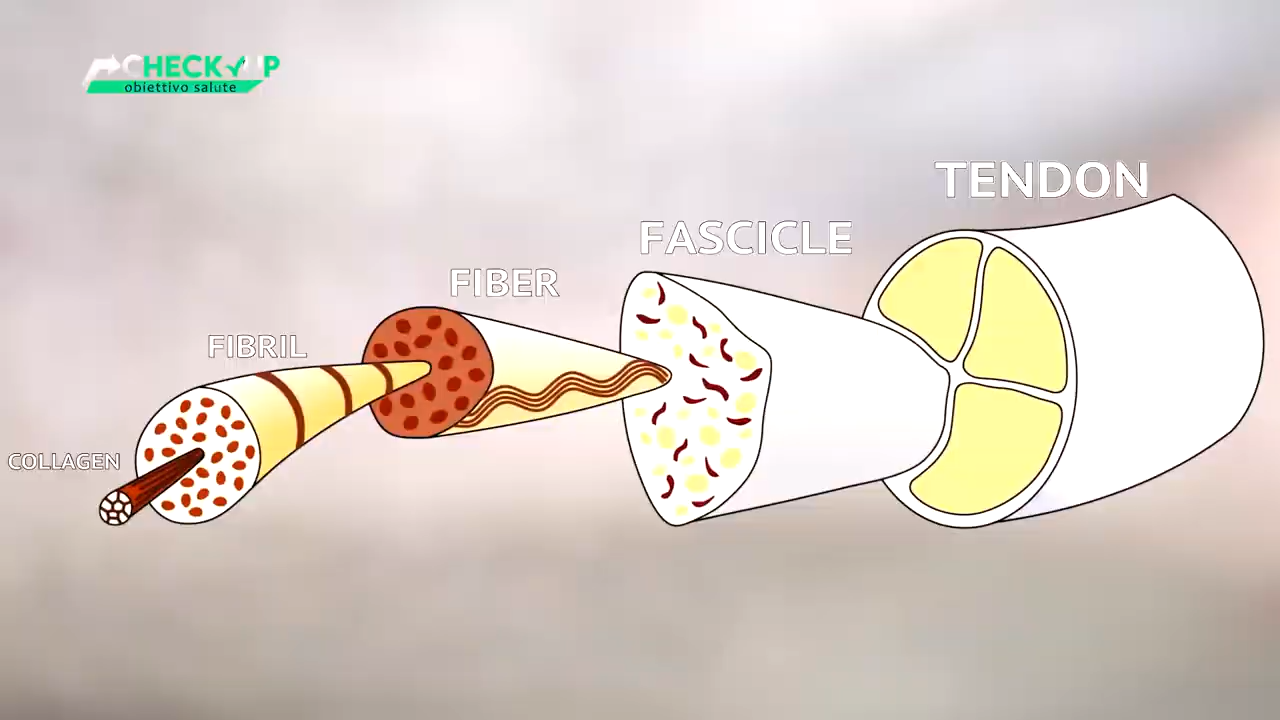 CHECK UP
obiettivo salute
TENDON
FASCICLE
FIBER
FIBRIL
COLLAGEN